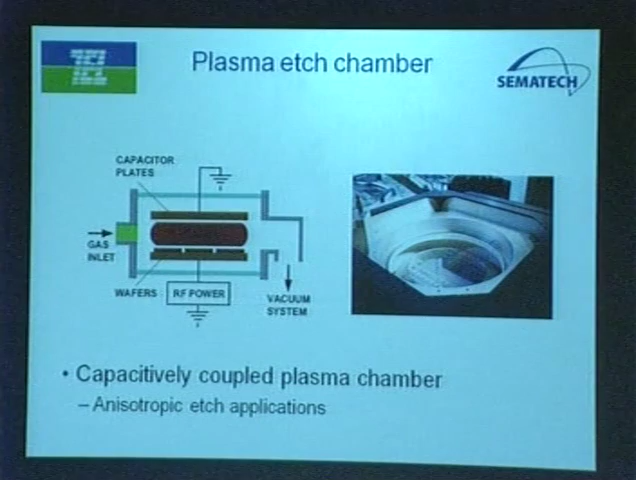 Plasma etch chamber
SEMATECH
CAPACITOR
PLATES
GAS
INLET
WAFERS
RF POWER
VACUUM
SYSTEM
• Capacitively coupled plasma chamber
– Anisotropic etch applications